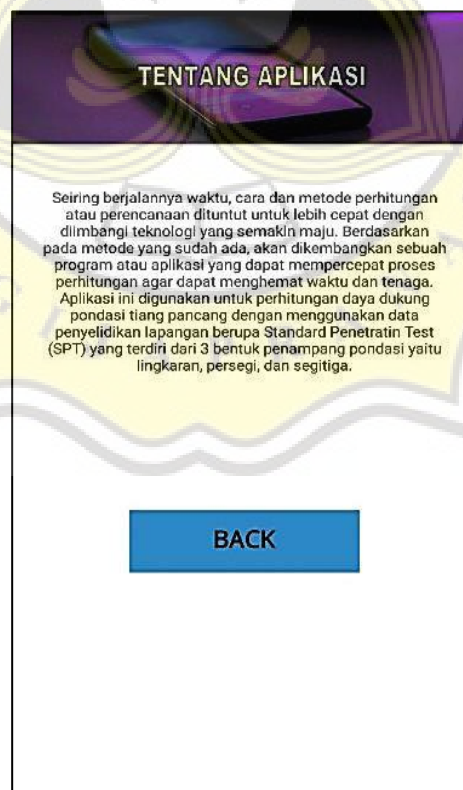 TENTANG APLIKASI
Seiring berjalannya waktu, cara dan metode perhitungan
atau perencanaan dituntut untuk lebih cepat dengan
diimbangi teknologi yang semakin maju. Berdasarkan
pada metode yang sudah ada, akan dikembangkan sebuah
program atau aplikasi yang dapat mempercepat proses
perhitungan agar dapat menghemat waktu dan tenaga.
Aplikasi ini digunakan untuk perhitungan daya dukung
pondasi tiang pancang dengan menggunakan data
penyelidikan lapangan berupa Standard Penetratin Test
(SPT) yang terdiri dari 3 bentuk penampang pondasi yaitu
lingkaran, persegi, dan segitiga.
BACK